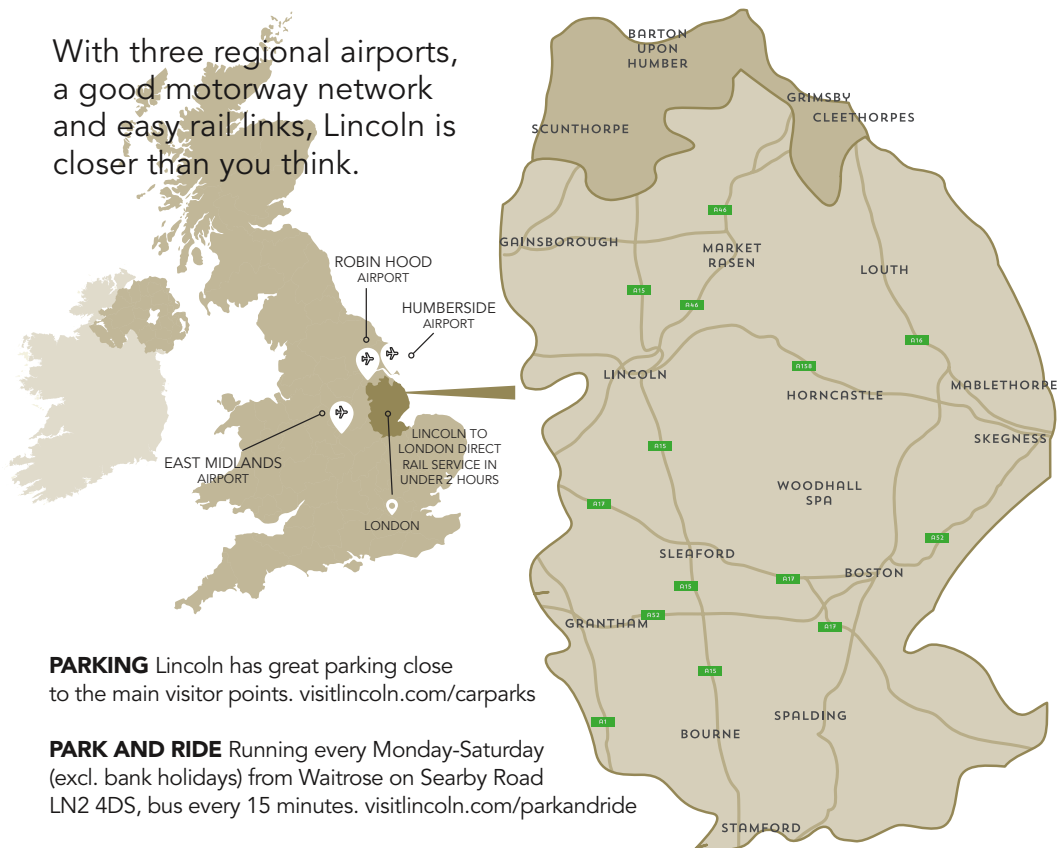 With three regional airports,
a good motorway network
and easy rail links, Lincoln is
closer than you think.
ROBIN HOOD
AIRPORT
HUMBERSIDE
AIRPORT
EAST MIDLANDS
AIRPORT
LINCOLN TO
LONDON DIRECT
RAIL SERVICE IN
UNDER 2 HOURS
LONDON
PARKING Lincoln has great parking close
to the main visitor points. visitlincoln.com/carparks
PARK AND RIDE Running every Monday-Saturday
(excl. bank holidays) from Waitrose on Searby Road
LN2 4DS, bus every 15 minutes. visitlincoln.com/parkandride
BARTON
UPON
HUMBER
GRIMSBY
CLEETHORPES
SCUNTHORPE
A46
GAINSBOROUGH
MARKET
RASEN
LOUTH
A15
A46
A16
A158
LINCOLN
MABLETHORPE
HORNCASTLE
SKEGNESS
A15
WOODHALL
SPA
A17
A52
SLEAFORD
BOSTON
A17
A15
A52
GRANTHAM
A17
A15
SPALDING
A1
BOURNE
STAMFORD